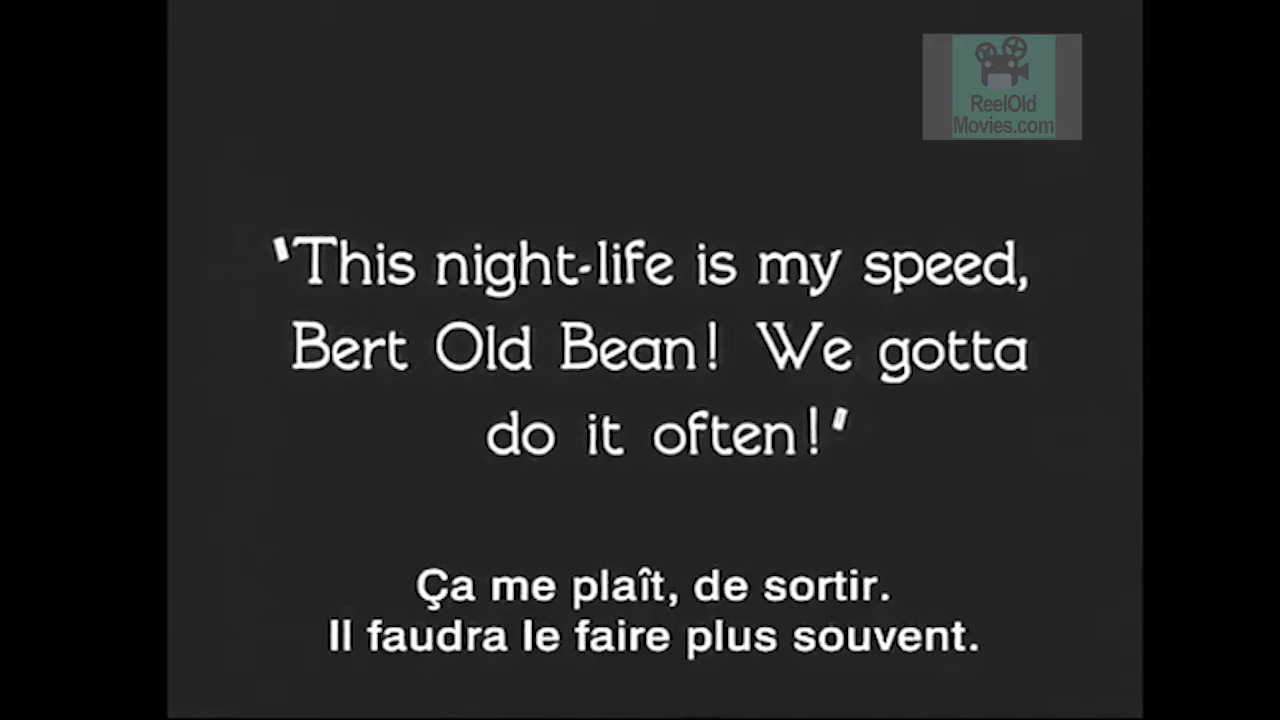 ReelOld
Movies.com
'This night-life is my speed,
Bert Old Bean! We gotta
do it often!'
Ça me plaît, de sortir.
Il faudra le faire plus souvent.